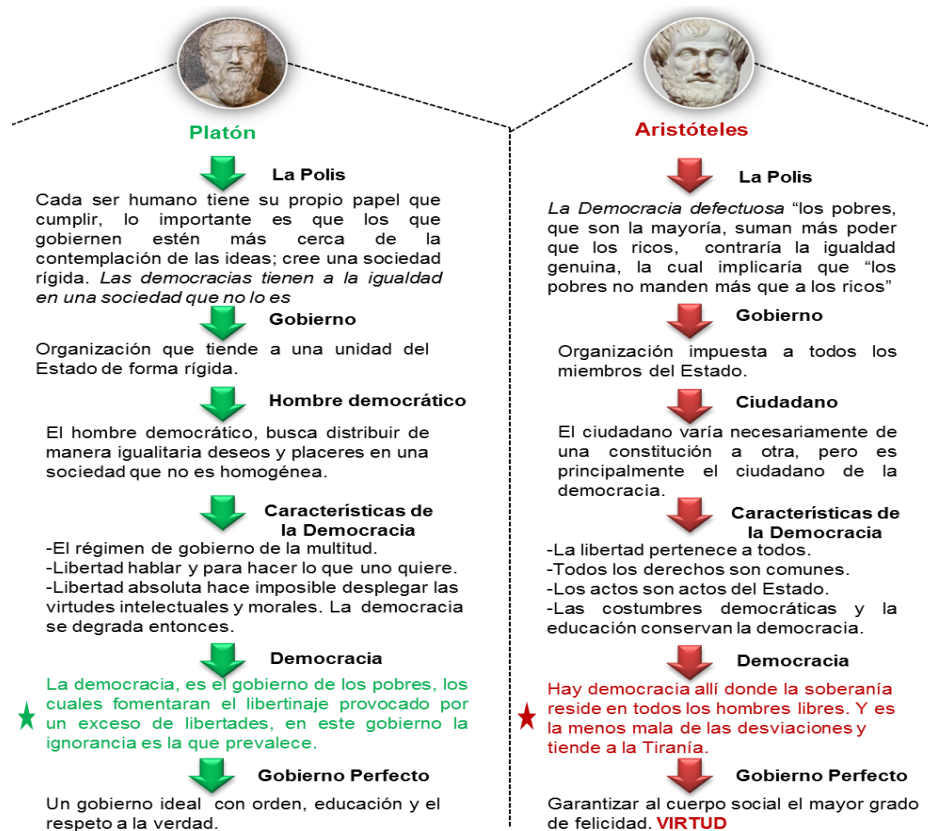 Platón
La Polis
Cada ser humano tiene su propio papel que
cumplir, lo importante es que los que
gobiernen estén más cerca de la
contemplación de las ideas; cree una sociedad
rígida. Las democracias tienen a la igualdad
en una sociedad que no lo es
Gobierno
Organización que tiende a una unidad del
Estado de forma rígida.
Hombre democrático
El hombre democrático, busca distribuir de
manera igualitaria deseos y placeres en una
sociedad que no es homogénea.
Características de
la Democracia
-El régimen de gobierno de la multitud.
-Libertad hablar y para hacer lo que uno quiere.
-Libertad absoluta hace imposible desplegar las
virtudes intelectuales y morales. La democracia
se degrada entonces.
Democracia
La democracia, es el gobierno de los pobres, los
cuales fomentaran el libertinaje provocado por
un exceso de libertades, en este gobierno la
ignorancia es la que prevalece.
Gobierno Perfecto
Un gobierno ideal con orden, educación y el
respeto a la verdad.
Aristóteles
La Polis
La Democracia defectuosa “los pobres,
que son la mayoría, suman más poder
que los ricos, contraría la igualdad
genuina, la cual implicaría que “los
pobres no manden más que a los ricos”
Gobierno
Organización impuesta a todos los
miembros del Estado.
Ciudadano
El ciudadano varía necesariamente de
una constitución a otra, pero es
principalmente el ciudadano de la
democracia.
Características de
la Democracia
-La libertad pertenece a todos.
-Todos los derechos son comunes.
-Los actos son actos del Estado.
-Las costumbres democráticas y la
educación conservan la democracia.
Democracia
Hay democracia allí donde la soberanía
reside en todos los hombres libres. Y es
la menos mala de las desviaciones y
tiende a la Tiranía.
Gobierno Perfecto
Garantizar al cuerpo social el mayor grado
de felicidad. VIRTUD